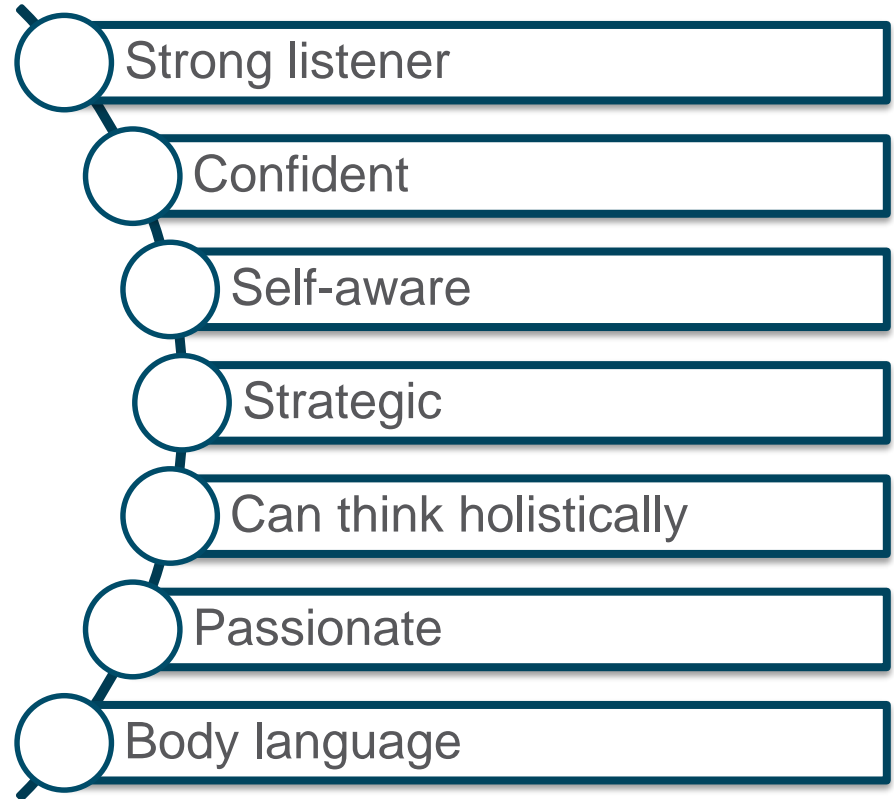 Strong listener
Confident
Self-aware
Strategic
Can think holistically
Passionate
Body language